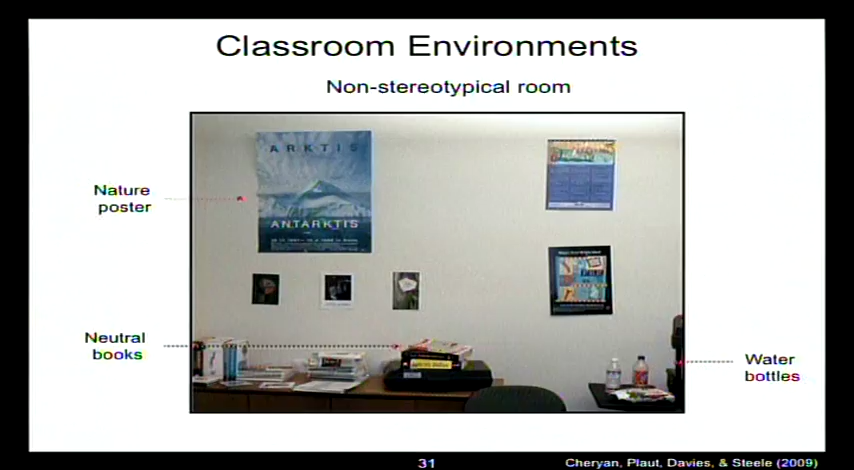 Classroom Environments
Non-stereotypical room
ARKTIS
ANTARKTIS
Nature
poster
Neutral
books
Water
bottles
31
Cheryan, Plaut, Davies, & Steele (2009)